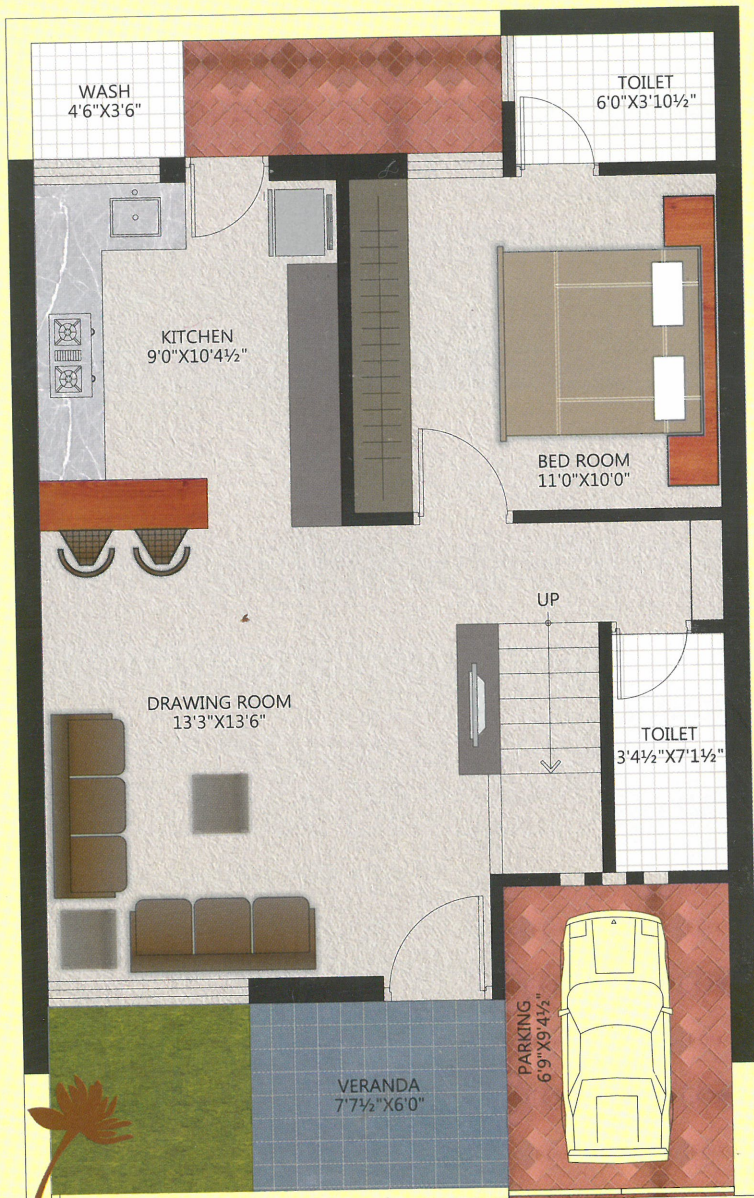 WASH
4'6"X3'6"
TOILET
6'0"X3'10½"
KITCHEN
9'0"X10'4½"
BED ROOM
11'0"X10'0"
UP
DRAWING ROOM
13'3"X13'6"
TOILET
3'4½"X7'1½"
PARKING
6'9"X9'4½"
VERANDA
7'7½"X6'0"